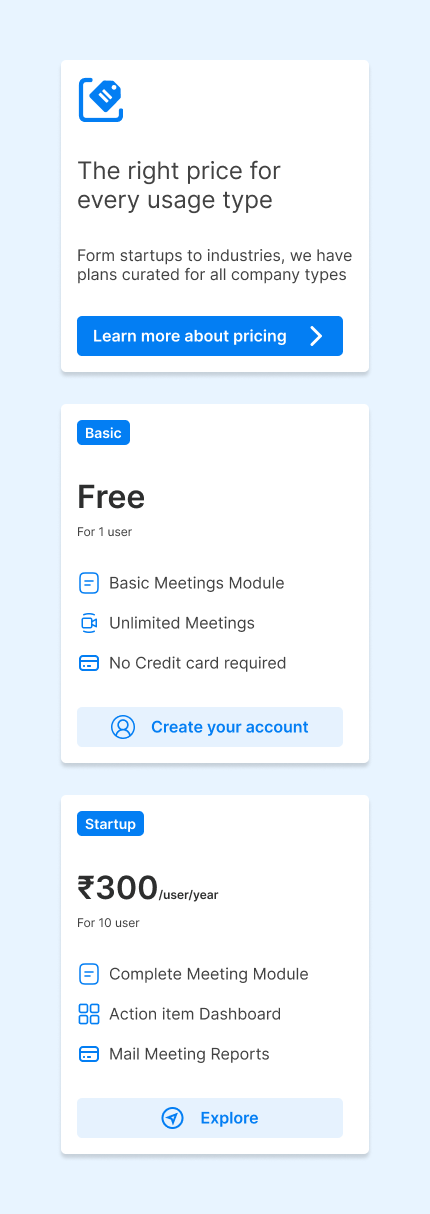 The right price for
every usage type
Form startups to industries, we have
plans curated for all company types
Learn more about pricing
Basic
Free
For 1 user
Basic Meetings Module
Unlimited Meetings
No Credit card required
Create your account
Startup
₹300/user/year
For 10 user
Complete Meeting Module
Action item Dashboard
Mail Meeting Reports
Explore